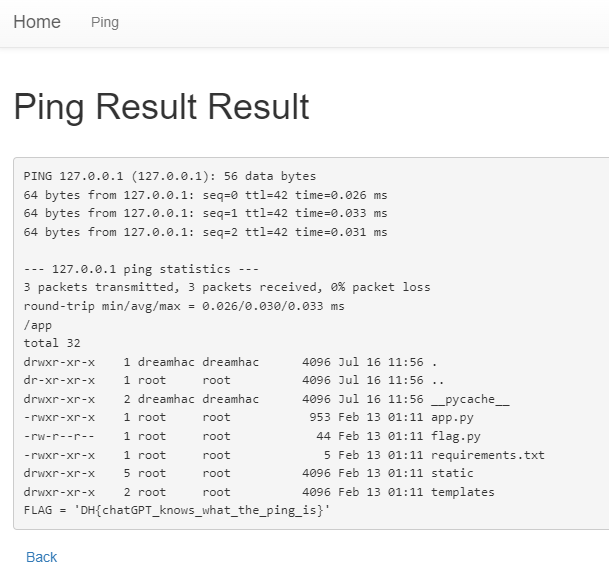 Home Ping
Ping Result Result
PING 127.0.0.1 (127.0.0.1): 56 data bytes
64 bytes from 127.0.0.1: seq=0 ttl=42 time=0.026 ms
64 bytes from 127.0.0.1: seq=1 ttl=42 time=0.033 ms
64 bytes from 127.0.0.1: seq=2 ttl=42 time=0.031 ms
--- 127.0.0.1 ping statistics ---
3 packets transmitted, 3 packets received, 0% packet loss
round-trip min/avg/max = 0.026/0.030/0.033 ms
/app
total 32
drwxr-xr-x    1 dreamhac dreamhac      4096 Jul 16 11:56 .
dr-xr-xr-x    1 root     root          4096 Jul 16 11:56 ..
drwxr-xr-x    2 dreamhac dreamhac      4096 Jul 16 11:56 __pycache__
-rwxr-xr-x    1 root     root           953 Feb 13 01:11 app.py
-rw-r--r--    1 root     root            44 Feb 13 01:11 flag.py
-rwxr-xr-x    1 root     root             5 Feb 13 01:11 requirements.txt
drwxr-xr-x    5 root     root          4096 Feb 13 01:11 static
drwxr-xr-x    2 root     root          4096 Feb 13 01:11 templates
FLAG = 'DH{chatGPT_knows_what_the_ping_is}'
Back